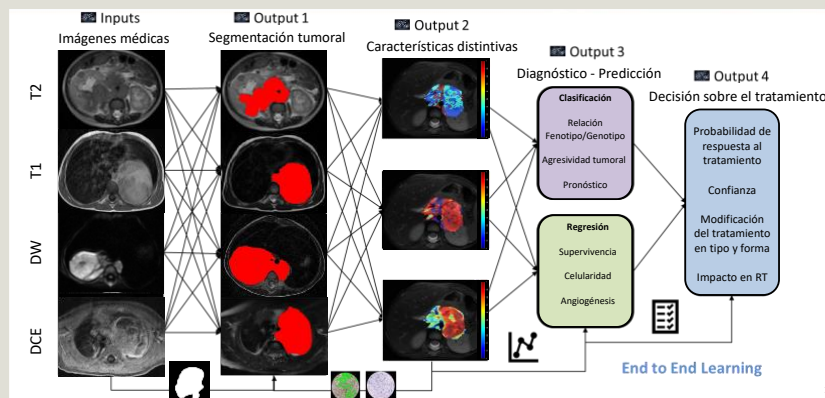 Inputs
Imágenes médicas
Output 1
Segmentación tumoral
Output 2
Características distintivas
Output 3
Diagnóstico - Predicción
Output 4
Decisión sobre el tratamiento
T2
T1
DW
DCE
Clasificación
Relación
Fenotipo/Genotipo
Agresividad tumoral
Pronóstico
Regresión
Supervivencia
Celularidad
Angiogénesis
Probabilidad de
respuesta al
tratamiento
Confianza
Modificación
del tratamiento
en tipo y forma
Impacto en RT
End to End Learning